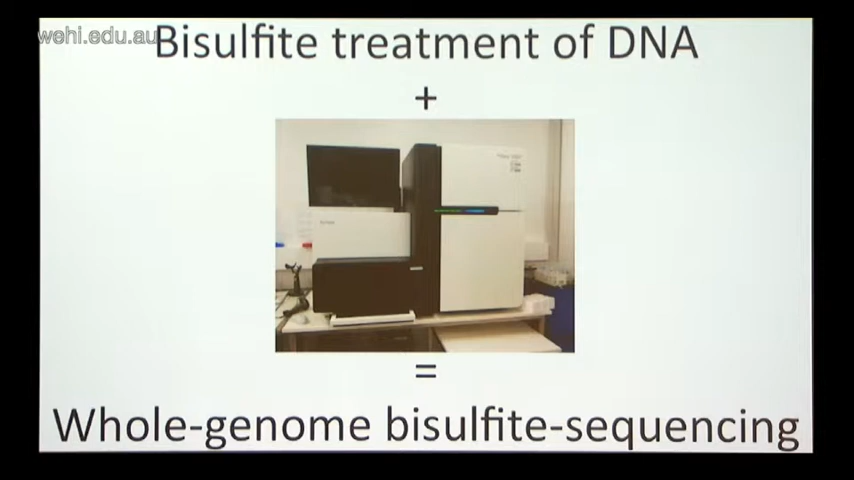 wehi.edu.au
Bisulfite treatment of DNA
+
=
Whole-genome bisulfite-sequencing